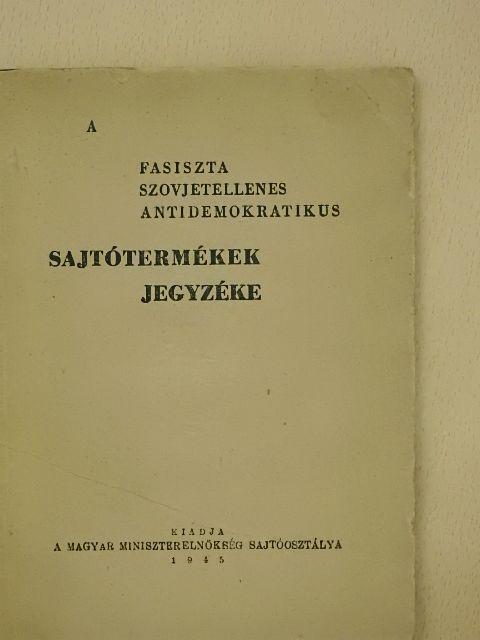 A
FASISZTA
SZOVJETELLENES
ANTIDEMOKRATIKUS
SAJTÓTERMÉKEK
JEGYZÉKE
KIADJA
A MAGYAR MINISZTERELNÖKSÉG SAJTÓOSZTÁLYA
1945